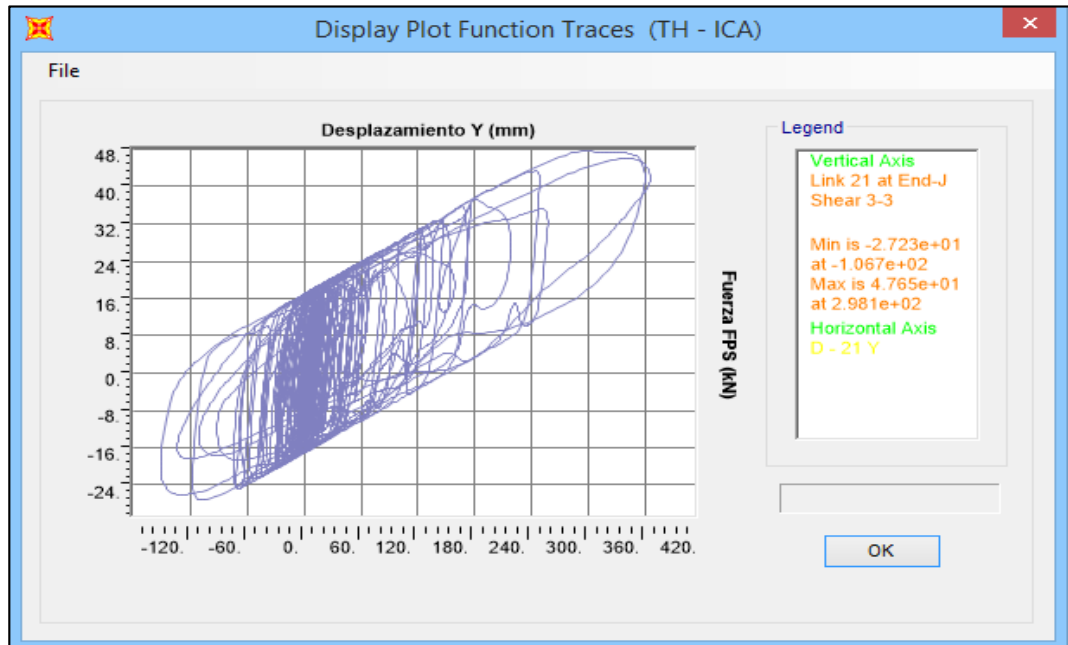 Display Plot Function Traces (TH - ICA)
File
Desplazamiento Y (mm)
48.
40.
32.
24.
16.
8.
0.
-8.
-16.
-24.
-120. -60. 0. 60. 120. 180. 240. 300. 360. 420.
Fuerza FPS (kN)
Legend
Vertical Axis
Link 21 at End-J
Shear 3-3
Min is -2.723e+01
at -1.067e+02
Max is 4.765e+01
at 2.981e+02
Horizontal Axis
D - 21 Y
OK